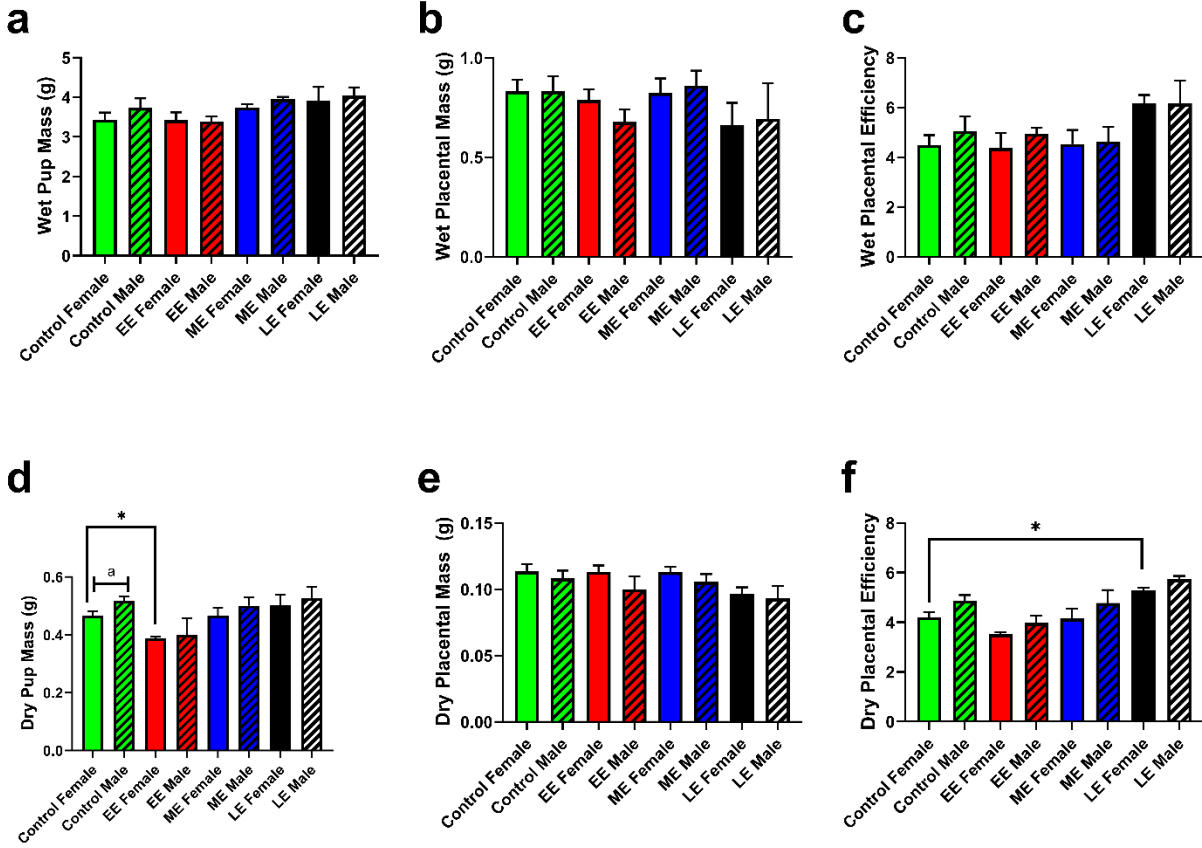 a
Wet Pup Mass (g)
5
4
3
2
1
0
Control Female
Control Male
EE Female
EE Male
ME Female
ME Male
LE Female
LE Male
b
Wet Placental Mass (g)
1.0
0.5
0.0
Control Female
Control Male
EE Female
EE Male
ME Female
ME Male
LE Female
LE Male
c
Wet Placental Efficiency
8
6
4
2
0
Control Female
Control Male
EE Female
EE Male
ME Female
ME Male
LE Female
LE Male
d
*
a
Dry Pup Mass (g)
0.6
0.4
0.2
0.0
Control Female
Control Male
EE Female
EE Male
ME Female
ME Male
LE Female
LE Male
e
Dry Placental Mass (g)
0.15
0.10
0.05
0.00
Control Female
Control Male
EE Female
EE Male
ME Female
ME Male
LE Female
LE Male
f
*
Dry Placental Efficiency
8
6
4
2
0
Control Female
Control Male
EE Female
EE Male
ME Female
ME Male
LE Female
LE Male